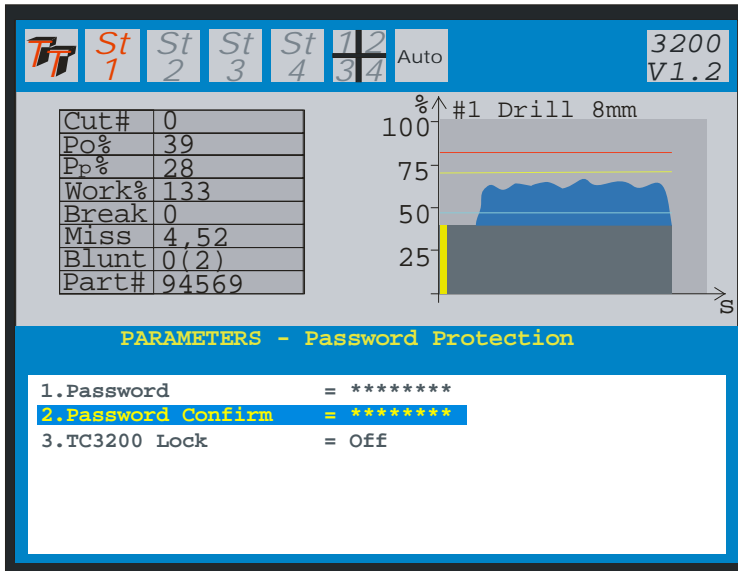 TT St 1 St 2 St 3 St 4 1 2 3 4 Auto 3200 V1.2
Cut# 0
Po% 39
Pp% 28
Work% 133
Break 0
Miss 4,52
Blunt 0(2)
Part# 94569
% #1 Drill 8mm
100
75
50
25
s
PARAMETERS - Password Protection
1.Password = ********
2.Password Confirm = ********
3.TC3200 Lock = Off